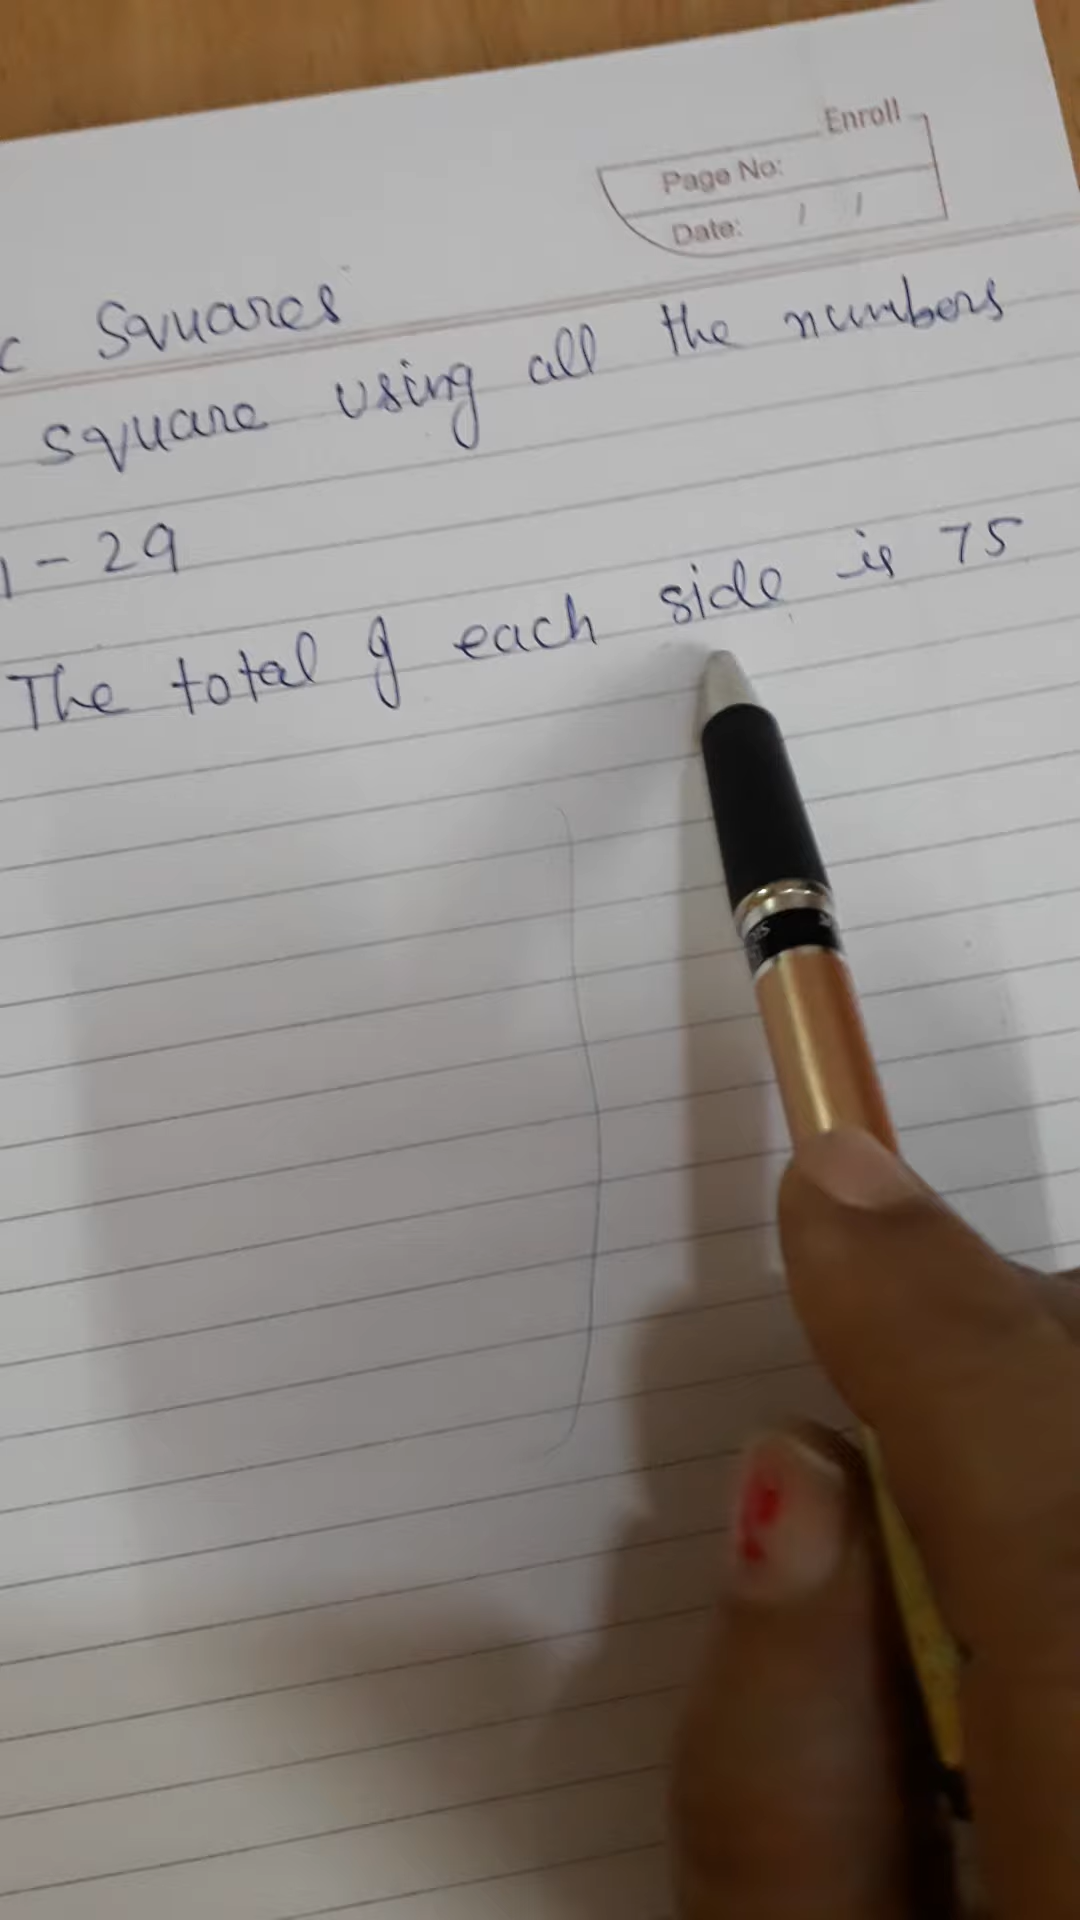 Enroll
Page No:
Date: / /
c Squares
square using all the numbers
1 - 29
The total of each side is 75